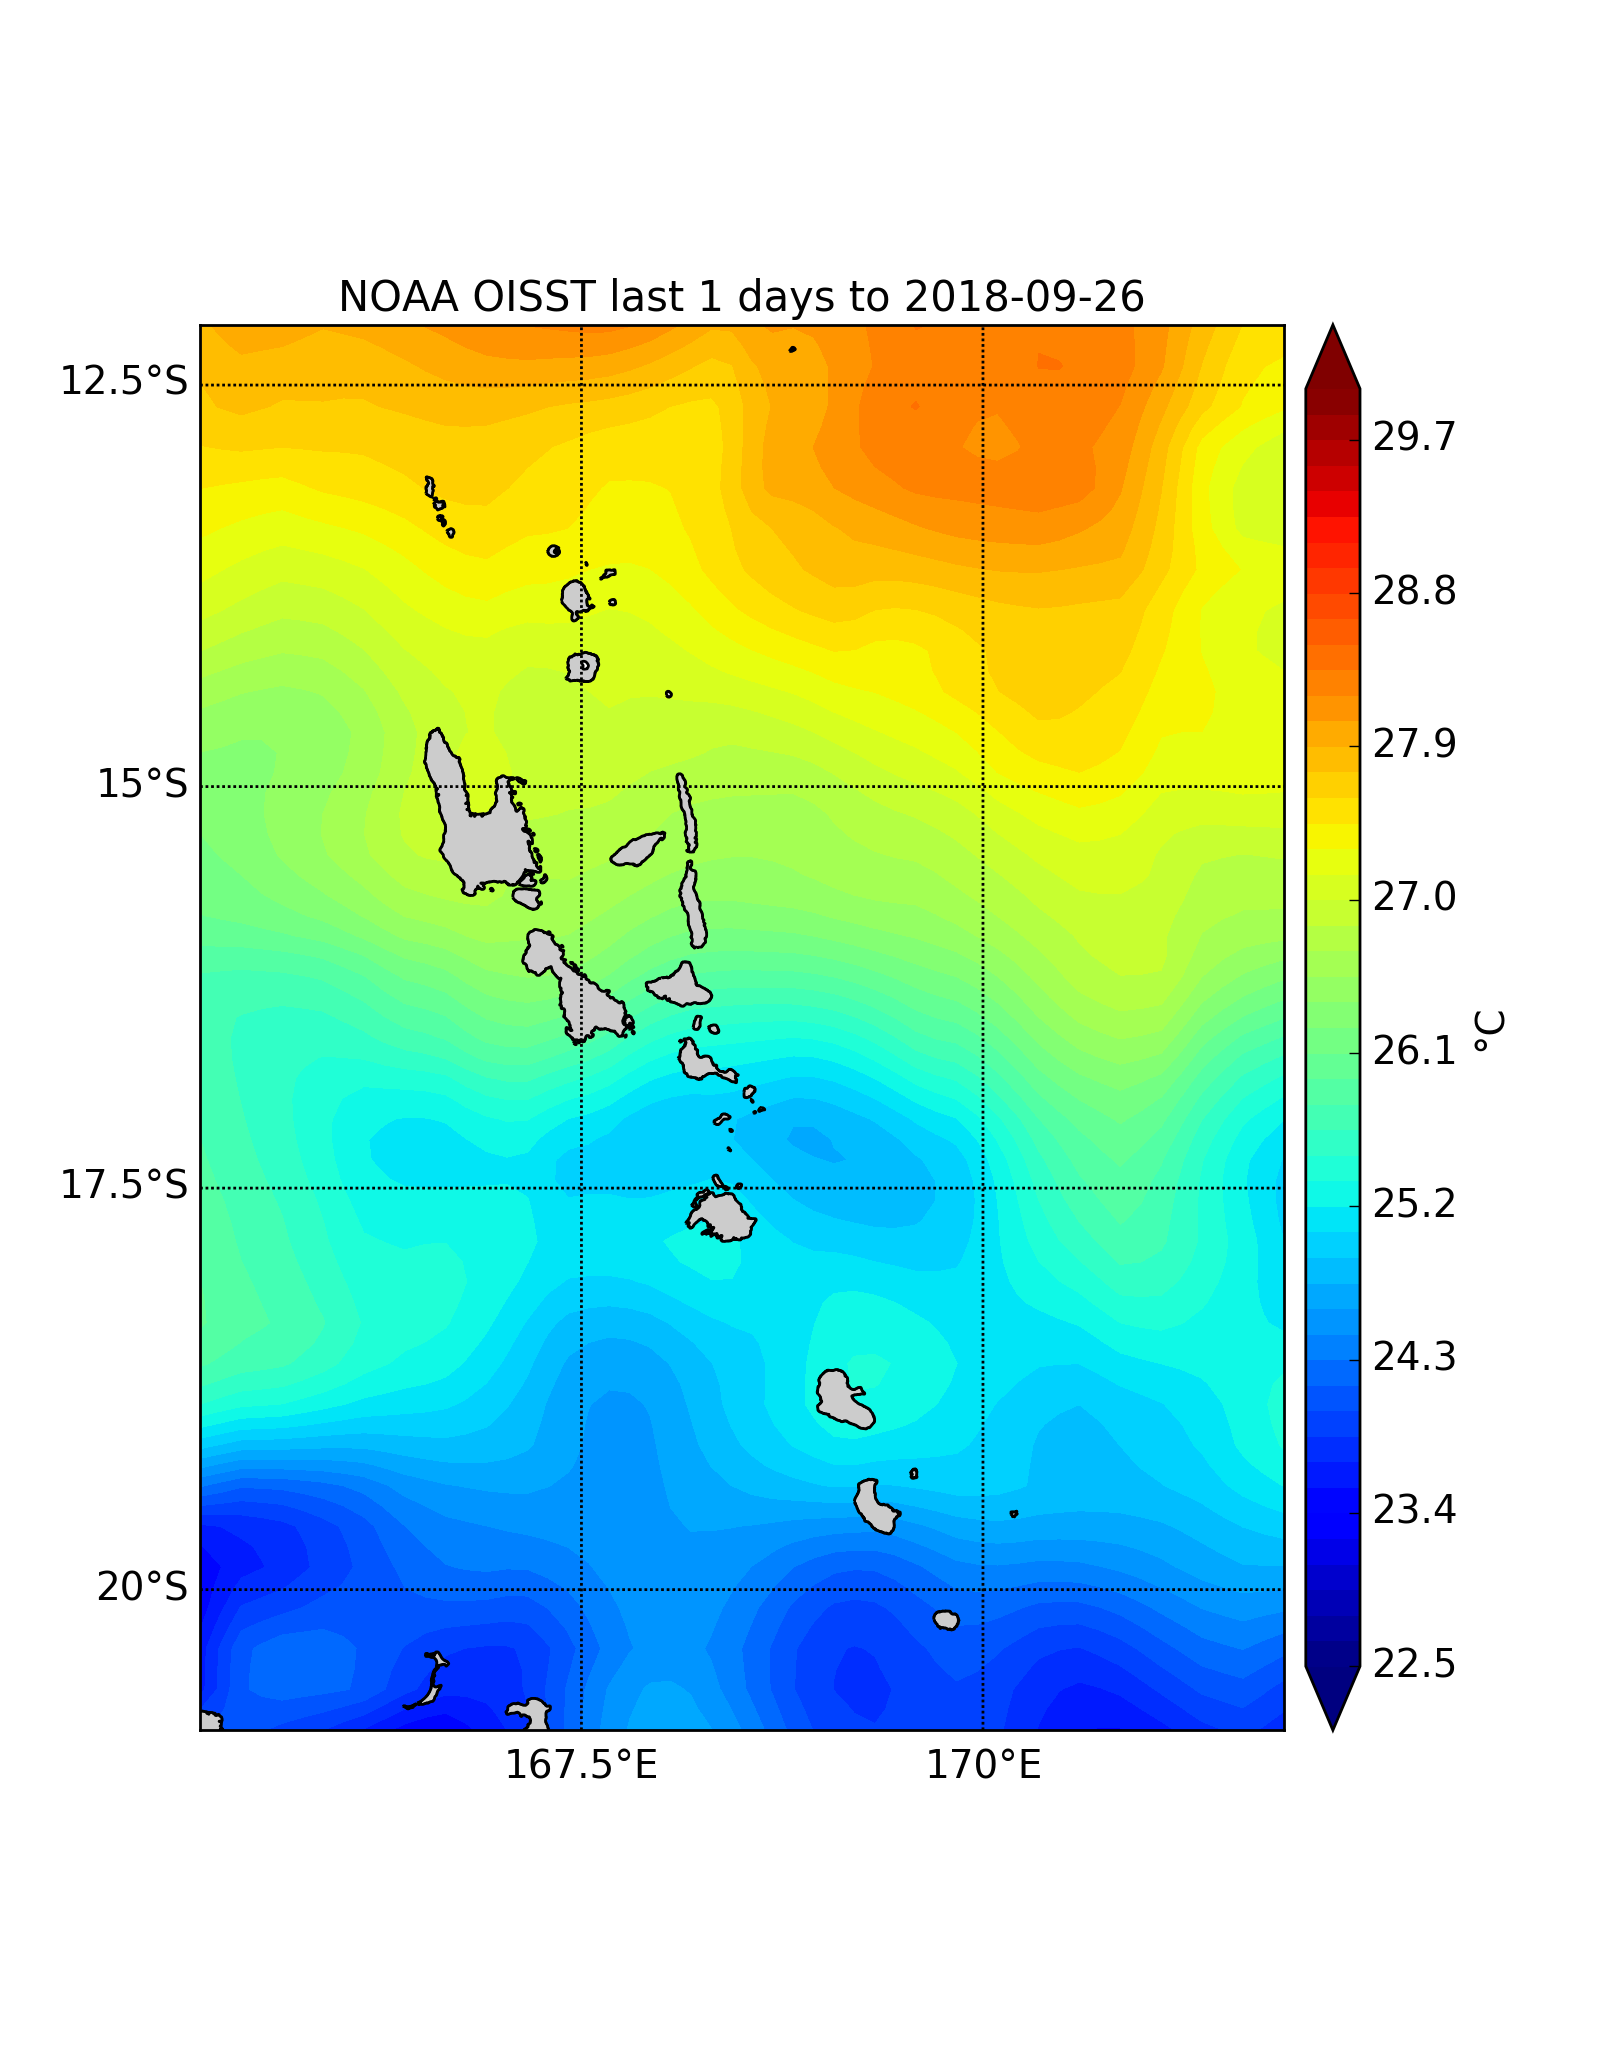 NOAA OISST last 1 days to 2018-09-26
12.5°S
15°S
17.5°S
20°S
167.5°E
170°E
29.7
28.8
27.9
27.0
26.1
25.2
24.3
23.4
22.5
°C